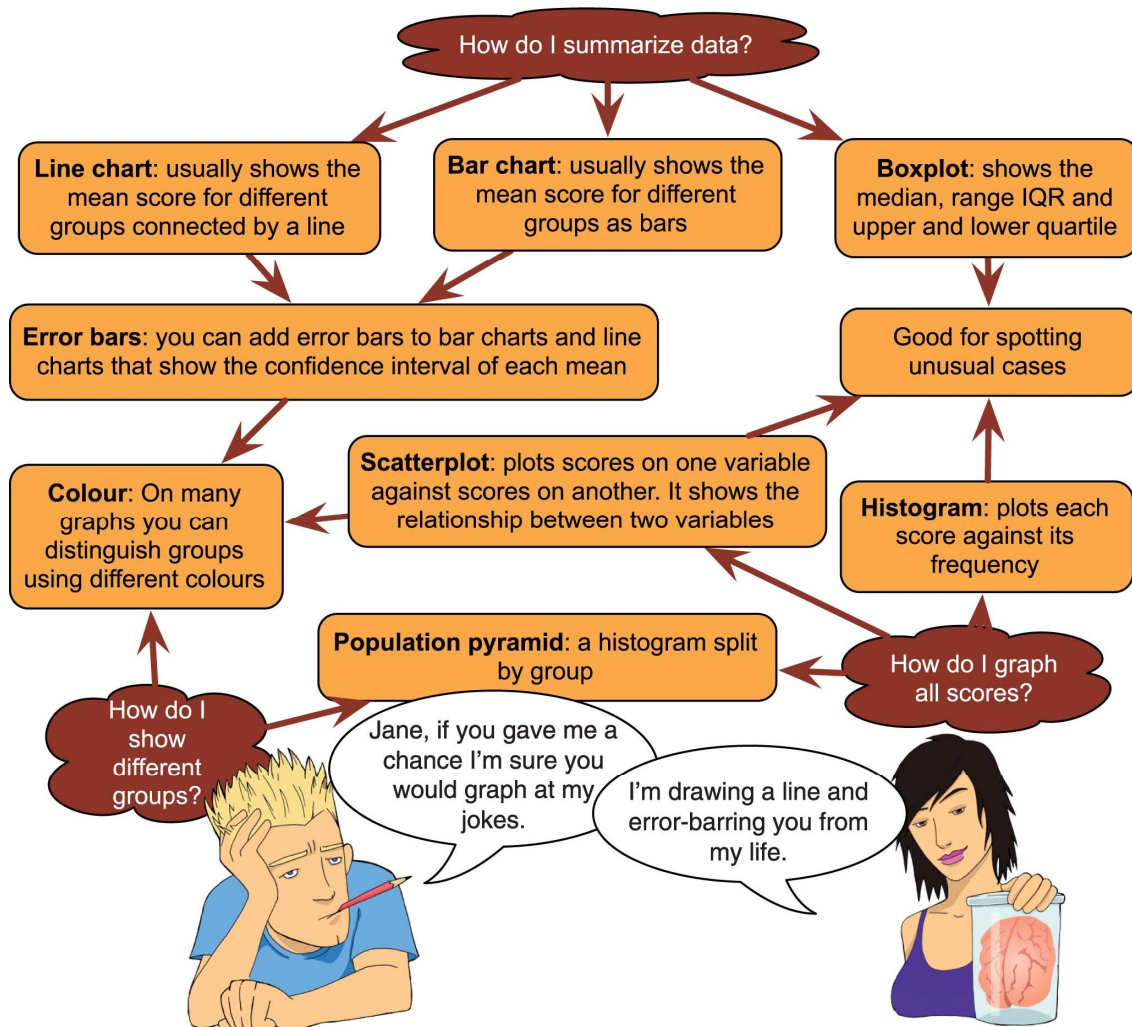 How do I summarize data?
Line chart: usually shows the
mean score for different
groups connected by a line
Bar chart: usually shows the
mean score for different
groups as bars
Boxplot: shows the
median, range IQR and
upper and lower quartile
Error bars: you can add error bars to bar charts and line
charts that show the confidence interval of each mean
Good for spotting
unusual cases
Colour: On many
graphs you can
distinguish groups
using different colours
Scatterplot: plots scores on one variable
against scores on another. It shows the
relationship between two variables
Histogram: plots each
score against its
frequency
Population pyramid: a histogram split
by group
How do I graph
all scores?
How do I
show
different
groups?
Jane, if you gave me a
chance I'm sure you
would graph at my
jokes.
I'm drawing a line and
error-barring you from
my life.